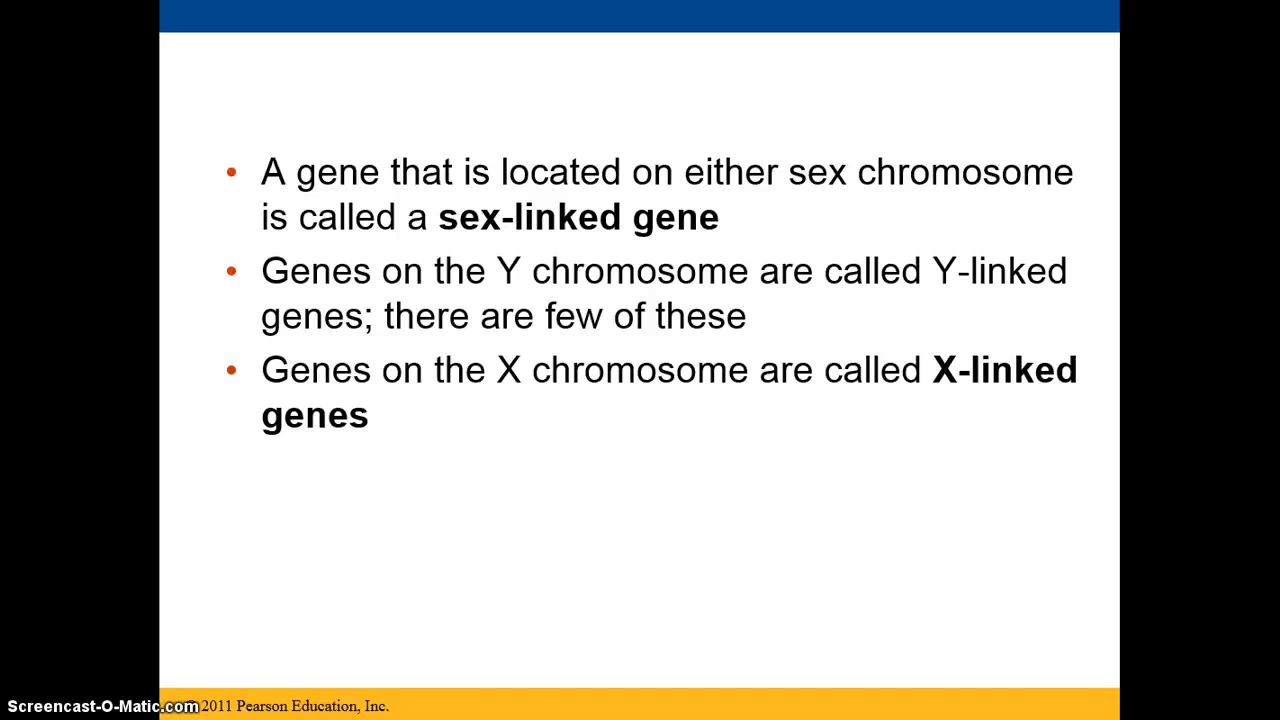 • A gene that is located on either sex chromosome
is called a sex-linked gene
• Genes on the Y chromosome are called Y-linked
genes; there are few of these
• Genes on the X chromosome are called X-linked
genes
Screencast-O-Matic.com © 2011 Pearson Education, Inc.